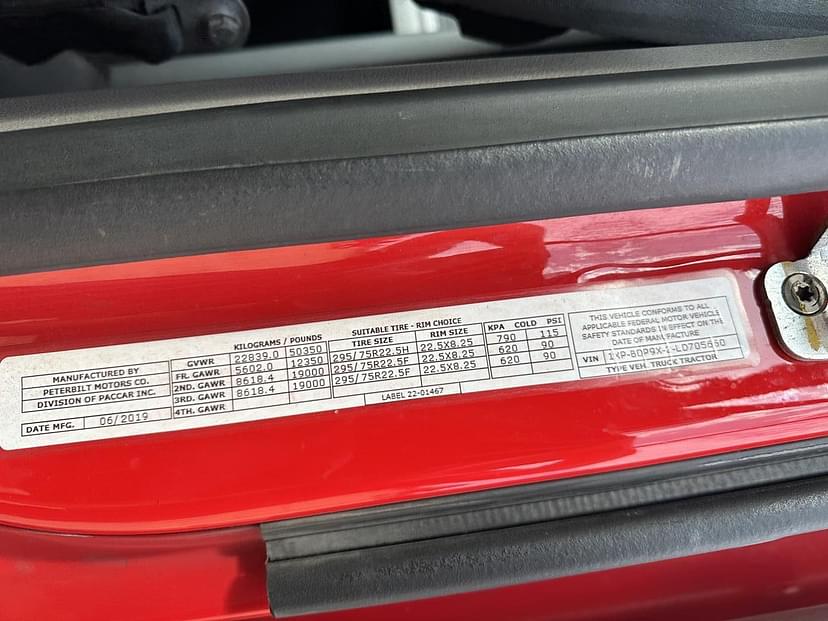 MANUFACTURED BY
PETERBILT MOTORS CO.
DIVISION OF PACCAR INC.
DATE MFG. 06/2019
KILOGRAMS / POUNDS
GVWR 22839.0 50350
FR. GAWR 5602.0 12350
2ND. GAWR 8618.4 19000
3RD. GAWR 8618.4 19000
4TH. GAWR
SUITABLE TIRE - RIM CHOICE
TIRE SIZE RIM SIZE
295/75R22.5H 22.5X8.25
295/75R22.5F 22.5X8.25
295/75R22.5F 22.5X8.25
LABEL 22-01467
KPA COLD PSI
790 115
620 90
620 90
THIS VEHICLE CONFORMS TO ALL
APPLICABLE FEDERAL MOTOR VEHICLE
SAFETY STANDARDS IN EFFECT ON THE
DATE OF MANUFACTURE
VIN
TYPE VEH. TRUCK TRACTOR